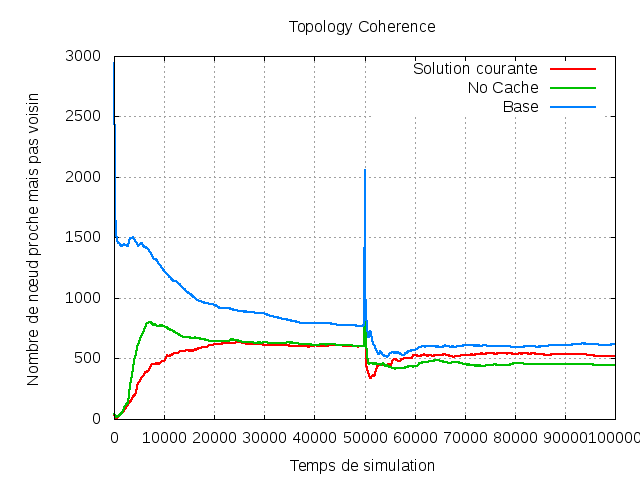 Topology Coherence
Solution courante
No Cache
Base
Nombre de nœud proche mais pas voisin
3000
2500
2000
1500
1000
500
0
0 10000 20000 30000 40000 50000 60000 70000 80000 90000 100000
Temps de simulation